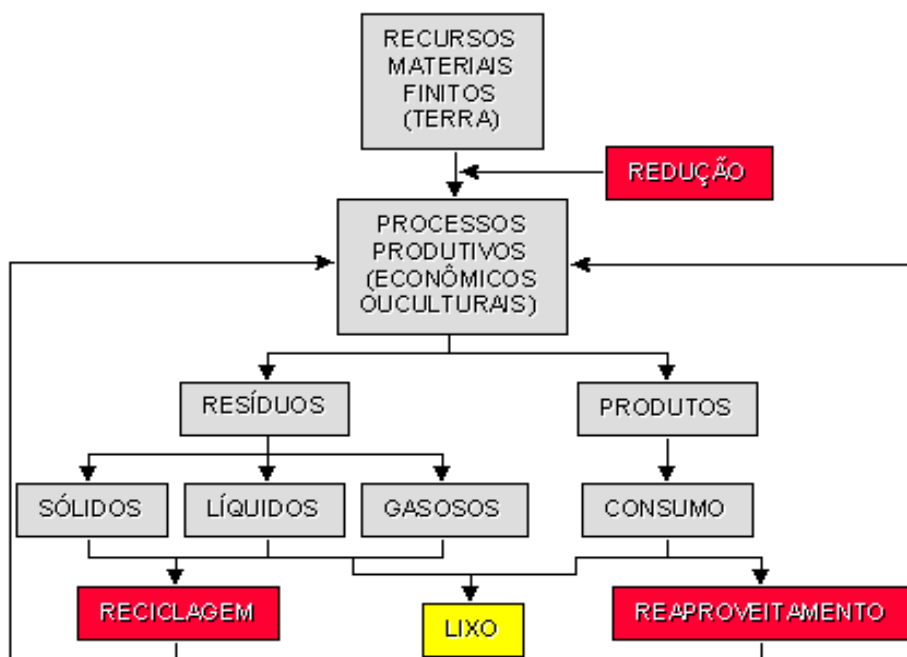 RECURSOS
MATERIAIS
FINITOS
(TERRA)
REDUÇÃO
PROCESSOS
PRODUTIVOS
(ECONÔMICOS
OUCULTURAIS)
RESÍDUOS
PRODUTOS
SÓLIDOS
LÍQUIDOS
GASOSOS
CONSUMO
RECICLAGEM
LIXO
REAPROVEITAMENTO